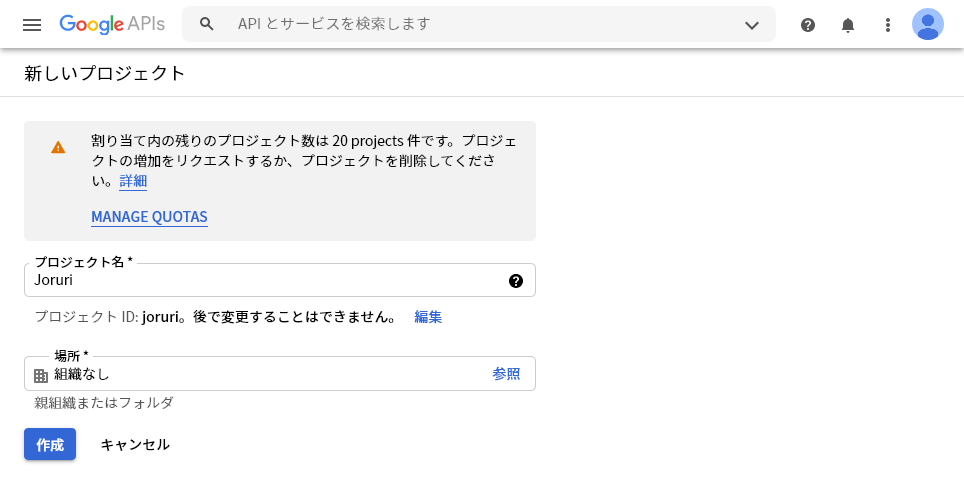 Google APIs
API とサービスを検索します
新しいプロジェクト
割り当て内の残りのプロジェクト数は 20 projects 件です。プロジェ
クトの増加をリクエストするか、プロジェクトを削除してくださ
い。詳細
MANAGE QUOTAS
プロジェクト名 *
Joruri
プロジェクト ID: joruri。後で変更することはできません。 編集
場所 *
組織なし 参照
親組織またはフォルダ
作成 キャンセル